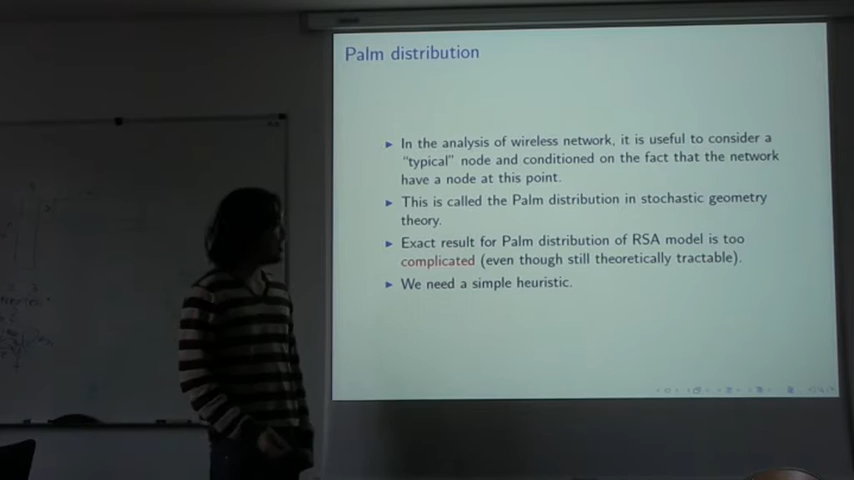 Palm distribution
In the analysis of wireless network, it is useful to consider a
"typical" node and conditioned on the fact that the network
have a node at this point.
This is called the Palm distribution in stochastic geometry
theory.
Exact result for Palm distribution of RSA model is too
complicated (even though still theoretically tractable).
We need a simple heuristic.